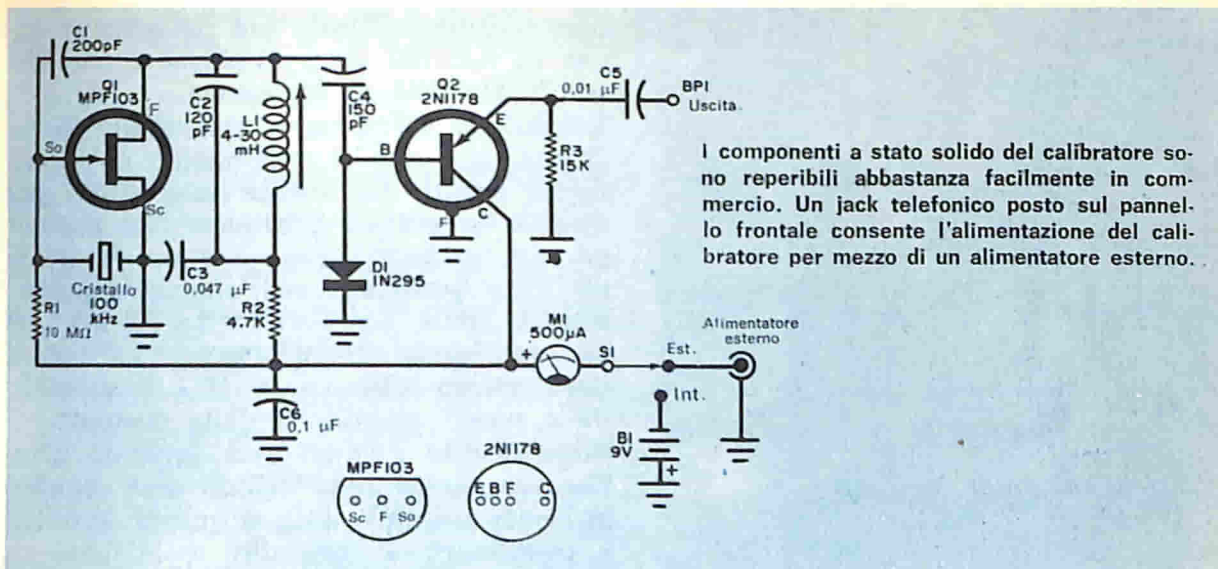 C1
200pF
Q1
MPF103
F
So
Sc
C2
120
pF
L1
4-30
mH
C4
150
pF
Q2
2N1178
B
E
C
F
0,01 µF
C5
BP1
Uscita
R3
15K
I componenti a stato solido del calibratore so-
no reperibili abbastanza facilmente in com-
mercio. Un jack telefonico posto sul pannel-
lo frontale consente l'alimentazione del cali-
bratore per mezzo di un alimentatore esterno.
Cristallo
100
kHz
C3
0,047 µF
R1
10 MΩ
R2
4.7K
D1
1N295
+
M1
500µA
S1
Est.
Int.
Alimentatore
esterno
C6
0,1 µF
B1
9V
+
MPF103
Sc F So
2N1178
E B F C